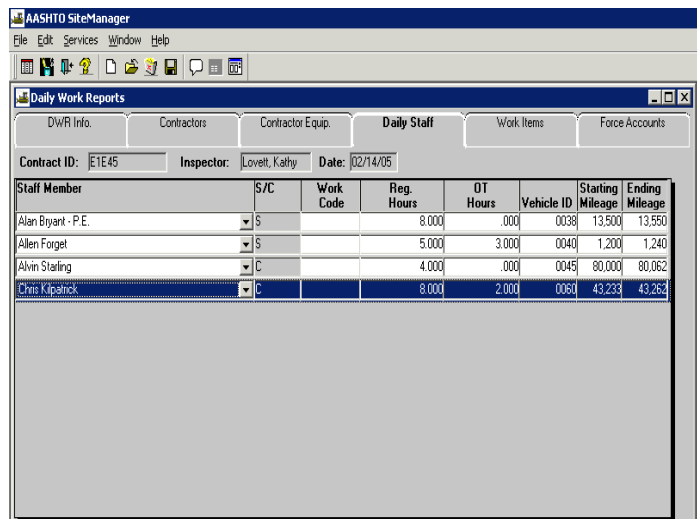 AASHTO SiteManager
File Edit Services Window Help
Daily Work Reports
DWR Info. Contractors Contractor Equip. Daily Staff Work Items Force Accounts
Contract ID: E1E45 Inspector: Lovett, Kathy Date: 02/14/05
Staff Member S/C Work Code Reg. Hours OT Hours Vehicle ID Starting Mileage Ending Mileage
Alan Bryant - P.E. S 8.000 .000 0038 13,500 13,550
Allen Forget S 5.000 3.000 0040 1,200 1,240
Alvin Starling C 4.000 .000 0045 80,000 80,062
Chris Kilpatrick C 8.000 2.000 0060 43,233 43,262